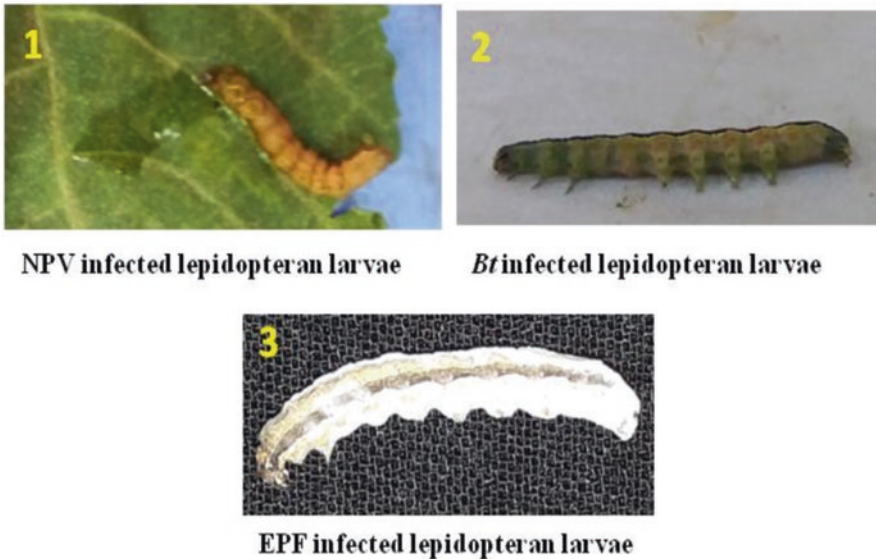 1
2
NPV infected lepidopteran larvae
Bt infected lepidopteran larvae
3
EPF infected lepidopteran larvae